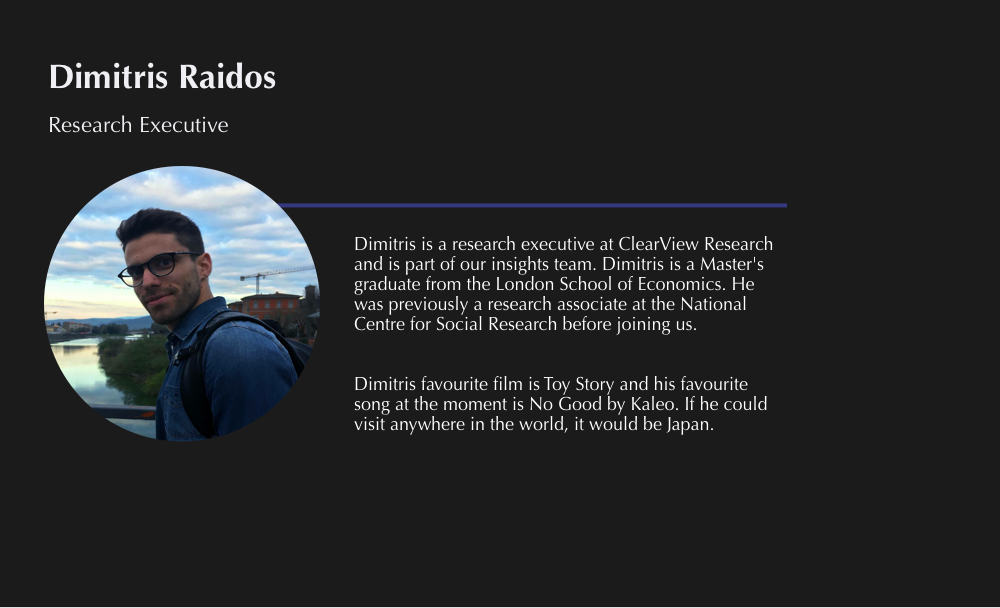 Dimitris Raidos
Research Executive
Dimitris is a research executive at ClearView Research
and is part of our insights team. Dimitris is a Master's
graduate from the London School of Economics. He
was previously a research associate at the National
Centre for Social Research before joining us.
Dimitris favourite film is Toy Story and his favourite
song at the moment is No Good by Kaleo. If he could
visit anywhere in the world, it would be Japan.